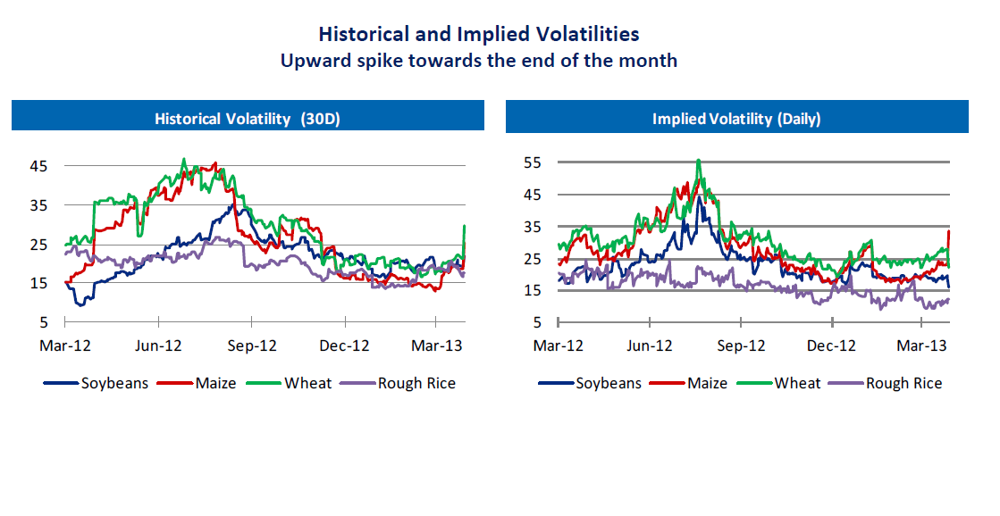 Historical and Implied Volatilities
Upward spike towards the end of the month
Historical Volatility (30D)
45
35
25
15
5
Mar-12 Jun-12 Sep-12 Dec-12 Mar-13
Soybeans Maize Wheat Rough Rice
Implied Volatility (Daily)
55
45
35
25
15
5
Mar-12 Jun-12 Sep-12 Dec-12 Mar-13
Soybeans Maize Wheat Rough Rice